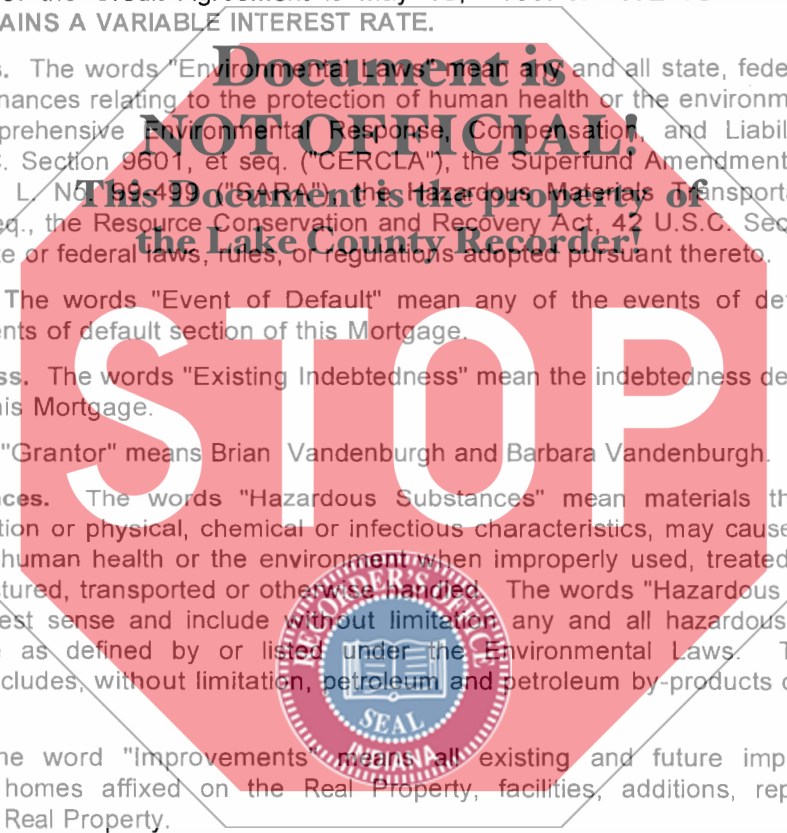 AINS A VARIABLE INTEREST RATE.
Document is
s. The words "Environmental Laws" mean any and all state, fede
nances relating to the protection of human health or the environm
prehensive Environmental Response, Compensation, and Liabil
NOT OFFICIAL!
. Section 9601, et seq. ("CERCLA"), the Superfund Amendment
L. No. 99-499 ("SARA"), the Hazardous Materials Transporta
This Document is the property of
eq., the Resource Conservation and Recovery Act, 42 U.S.C. Sec
the Lake County Recorder!
e or federal laws, rules, or regulations adopted pursuant thereto.
The words "Event of Default" mean any of the events of de
ents of default section of this Mortgage.
STOP
ss. The words "Existing Indebtedness" mean the indebtedness de
his Mortgage.
"Grantor" means Brian Vandenburgh and Barbara Vandenburgh.
ces. The words "Hazardous Substances" mean materials th
tion or physical, chemical or infectious characteristics, may cause
human health or the environment when improperly used, treated
tured, transported or otherwise handled. The words "Hazardous
est sense and include without limitation any and all hazardous
e as defined by or listed under the Environmental Laws. T
cludes, without limitation, petroleum and petroleum by-products
RECORDER'S OFFICE
SEAL
INDIANA
he word "Improvements" means all existing and future imp
homes affixed on the Real Property, facilities, additions, rep
Real Property.